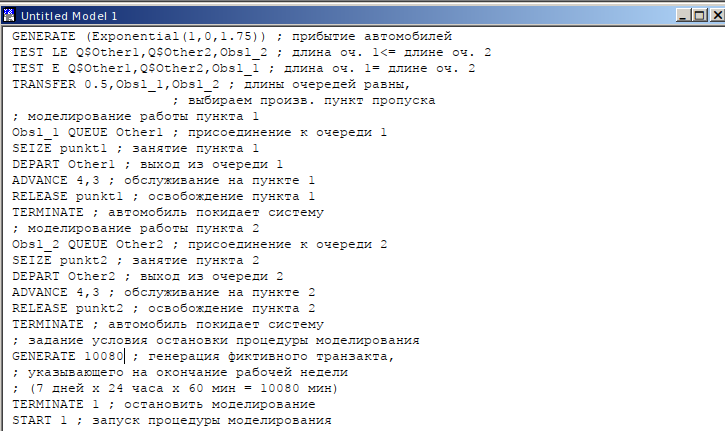 Untitled Model 1
GENERATE (Exponential(1,0,1.75)) ; прибытие автомобилей
TEST LE Q$Other1,Q$Other2,Obsl_2 ; длина оч. 1<= длине оч. 2
TEST E Q$Other1,Q$Other2,Obsl_1 ; длина оч. 1= длине оч. 2
TRANSFER 0.5,Obsl_1,Obsl_2 ; длины очередей равны,
; выбираем произв. пункт пропуска
; моделирование работы пункта 1
Obsl_1 QUEUE Other1 ; присоединение к очереди 1
SEIZE punkt1 ; занятие пункта 1
DEPART Other1 ; выход из очереди 1
ADVANCE 4,3 ; обслуживание на пункте 1
RELEASE punkt1 ; освобождение пункта 1
TERMINATE ; автомобиль покидает систему
; моделирование работы пункта 2
Obsl_2 QUEUE Other2 ; присоединение к очереди 2
SEIZE punkt2 ; занятие пункта 2
DEPART Other2 ; выход из очереди 2
ADVANCE 4,3 ; обслуживание на пункте 2
RELEASE punkt2 ; освобождение пункта 2
TERMINATE ; автомобиль покидает систему
; задание условия остановки процедуры моделирования
GENERATE 10080 ; генерация фиктивного транзакта,
; указывающего на окончание рабочей недели
; (7 дней x 24 часа x 60 мин = 10080 мин)
TERMINATE 1 ; остановить моделирование
START 1 ; запуск процедуры моделирования